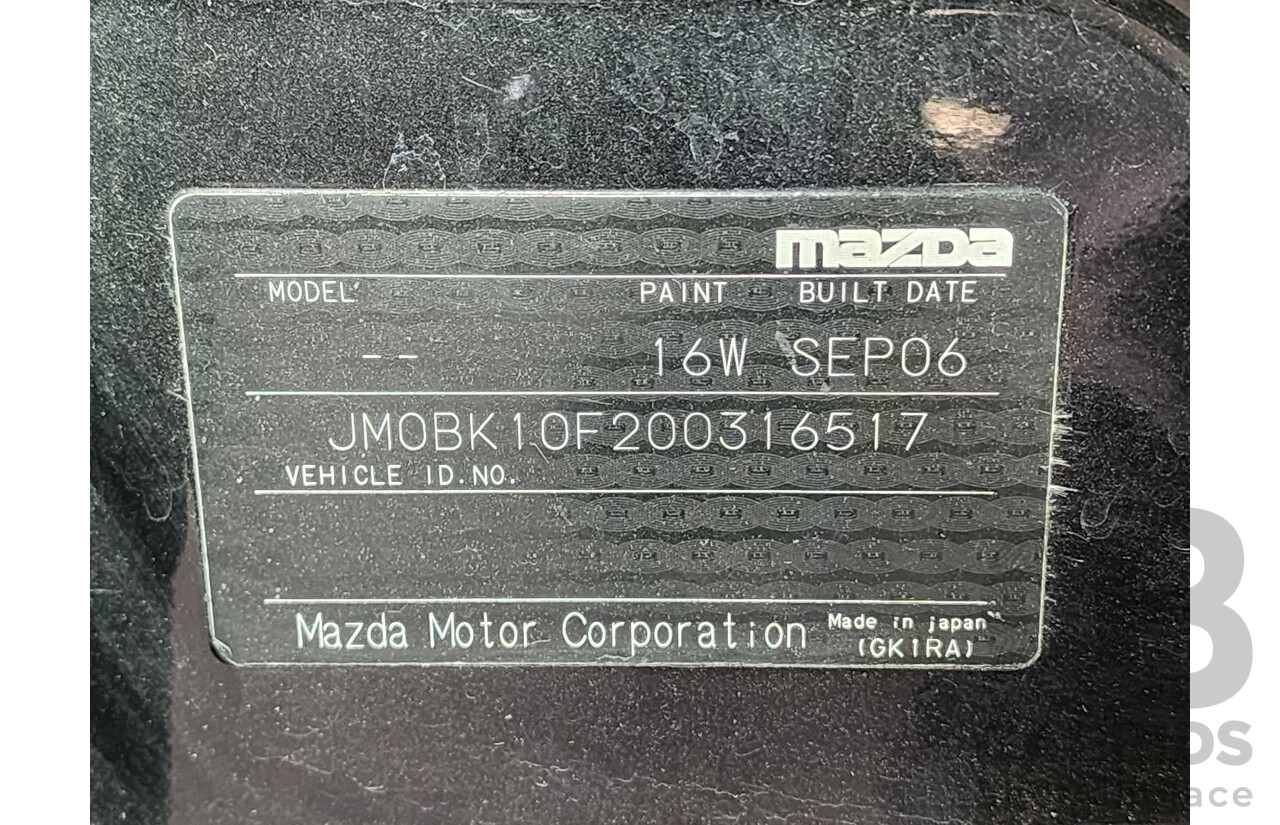 mazda
MODEL PAINT BUILT DATE
-- 16W SEP06
JM0BK10F200316517
VEHICLE ID.NO.
Mazda Motor Corporation Made in japan
(GK1RA)